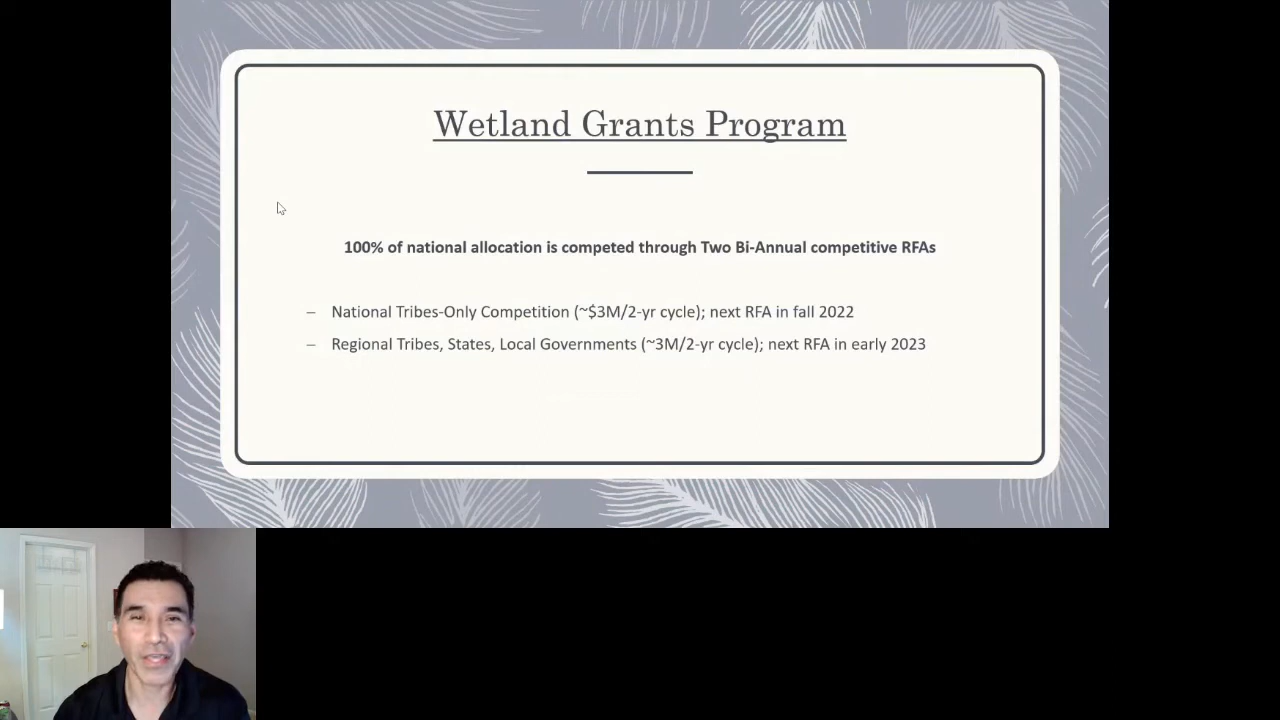 Wetland Grants Program
100% of national allocation is competed through Two Bi-Annual competitive RFAs
– National Tribes-Only Competition (~$3M/2-yr cycle); next RFA in fall 2022
– Regional Tribes, States, Local Governments (~3M/2-yr cycle); next RFA in early 2023